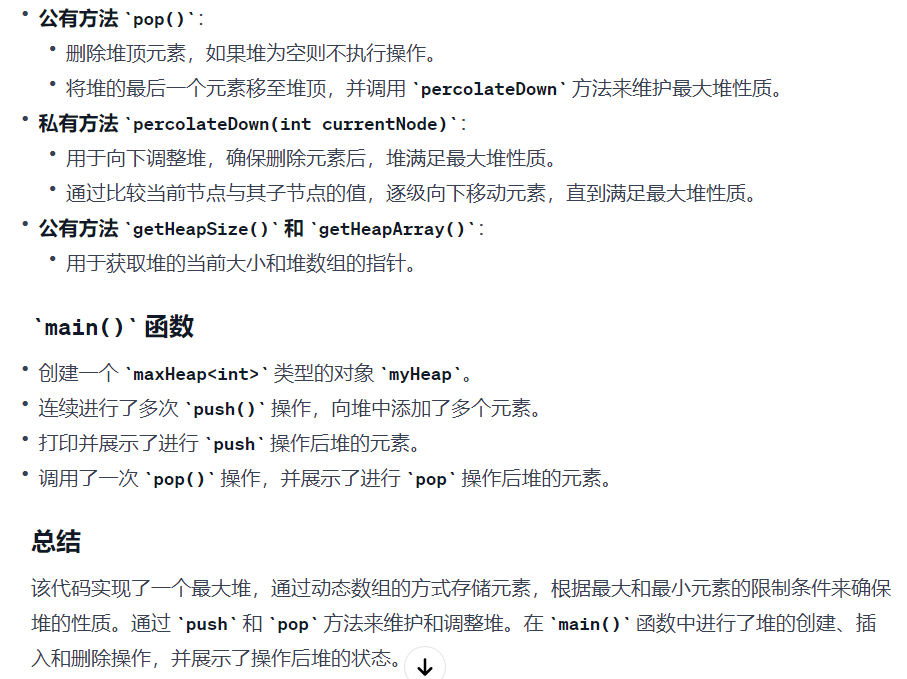 • 公有方法 `pop()`：
• 删除堆顶元素，如果堆为空则不执行操作。
• 将堆的最后一个元素移至堆顶，并调用 `percolateDown` 方法来维护最大堆性质。
• 私有方法 `percolateDown(int currentNode)`：
• 用于向下调整堆，确保删除元素后，堆满足最大堆性质。
• 通过比较当前节点与其子节点的值，逐级向下移动元素，直到满足最大堆性质。
• 公有方法 `getHeapSize()` 和 `getHeapArray()`：
• 用于获取堆的当前大小和堆数组的指针。
`main()` 函数
• 创建一个 `maxHeap<int>` 类型的对象 `myHeap`。
• 连续进行了多次 `push()` 操作，向堆中添加了多个元素。
• 打印并展示了进行 `push` 操作后堆的元素。
• 调用了一次 `pop()` 操作，并展示了进行 `pop` 操作后堆的元素。
总结
该代码实现了一个最大堆，通过动态数组的方式存储元素，根据最大和最小元素的限制条件来确保
堆的性质。通过 `push` 和 `pop` 方法来维护和调整堆。在 `main()` 函数中进行了堆的创建、插
入和删除操作，并展示了操作后堆的状态。